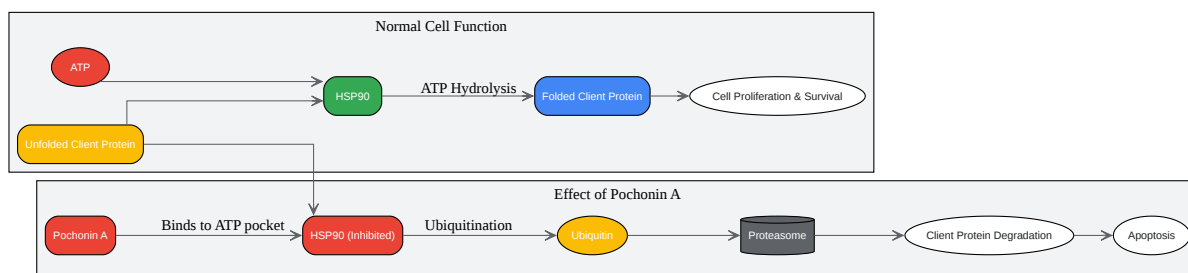 Normal Cell Function
ATP
HSP90
ATP Hydrolysis
Folded Client Protein
Cell Proliferation & Survival
Unfolded Client Protein
Effect of Pochonin A
Pochonin A
Binds to ATP pocket
HSP90 (Inhibited)
Ubiquitination
Ubiquitin
Proteasome
Client Protein Degradation
Apoptosis